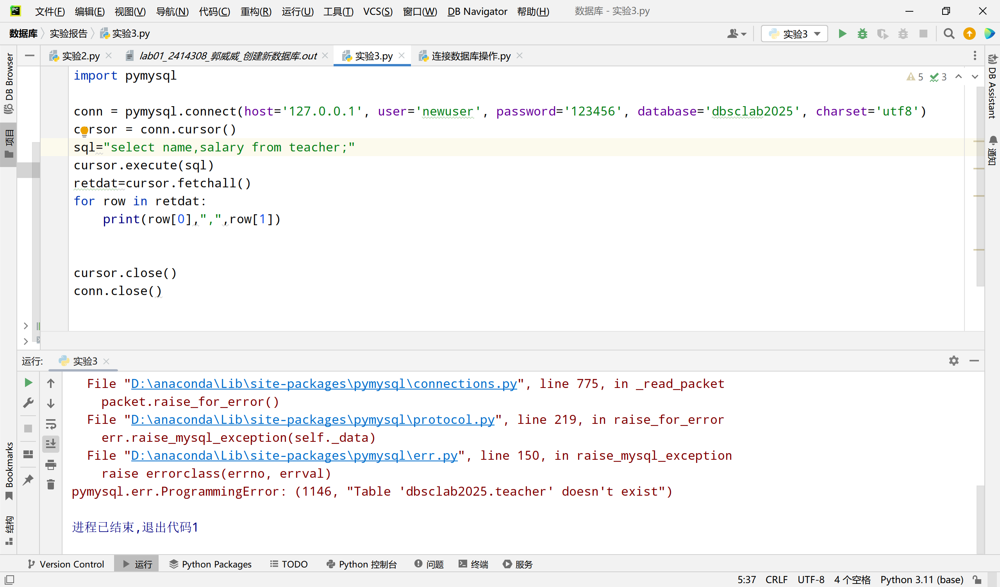 文件(F) 编辑(E) 视图(V) 导航(N) 代码(C) 重构(R) 运行(U) 工具(T) VCS(S) 窗口(W) DB Navigator 帮助(H) 数据库 - 实验3.py
数据库 实验报告 实验3.py 实验3
实验2.py lab01_2414308_郭威威_创建新数据库.out 实验3.py 连接数据库操作.py
DB Browser
项目
DB Assistant
通知
5 3
import pymysql
conn = pymysql.connect(host='127.0.0.1', user='newuser', password='123456', database='dbsclab2025', charset='utf8')
cursor = conn.cursor()
sql="select name,salary from teacher;"
cursor.execute(sql)
retdat=cursor.fetchall()
for row in retdat:
    print(row[0],",",row[1])
cursor.close()
conn.close()
运行: 实验3
File "D:\anaconda\Lib\site-packages\pymysql\connections.py", line 775, in _read_packet
packet.raise_for_error()
File "D:\anaconda\Lib\site-packages\pymysql\protocol.py", line 219, in raise_for_error
err.raise_mysql_exception(self._data)
File "D:\anaconda\Lib\site-packages\pymysql\err.py", line 150, in raise_mysql_exception
raise errorclass(errno, errval)
pymysql.err.ProgrammingError: (1146, "Table 'dbsclab2025.teacher' doesn't exist")
进程已结束,退出代码1
Bookmarks
结构
Version Control 运行 Python Packages TODO Python 控制台 问题 终端 服务
5:37 CRLF UTF-8 4 个空格 Python 3.11 (base)